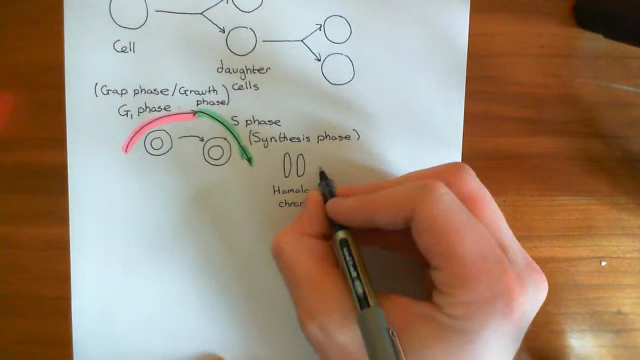 Cell
daughter
cells
(Gap phase/Growth
phase)
G₁ phase
S phase
(Synthesis phase)